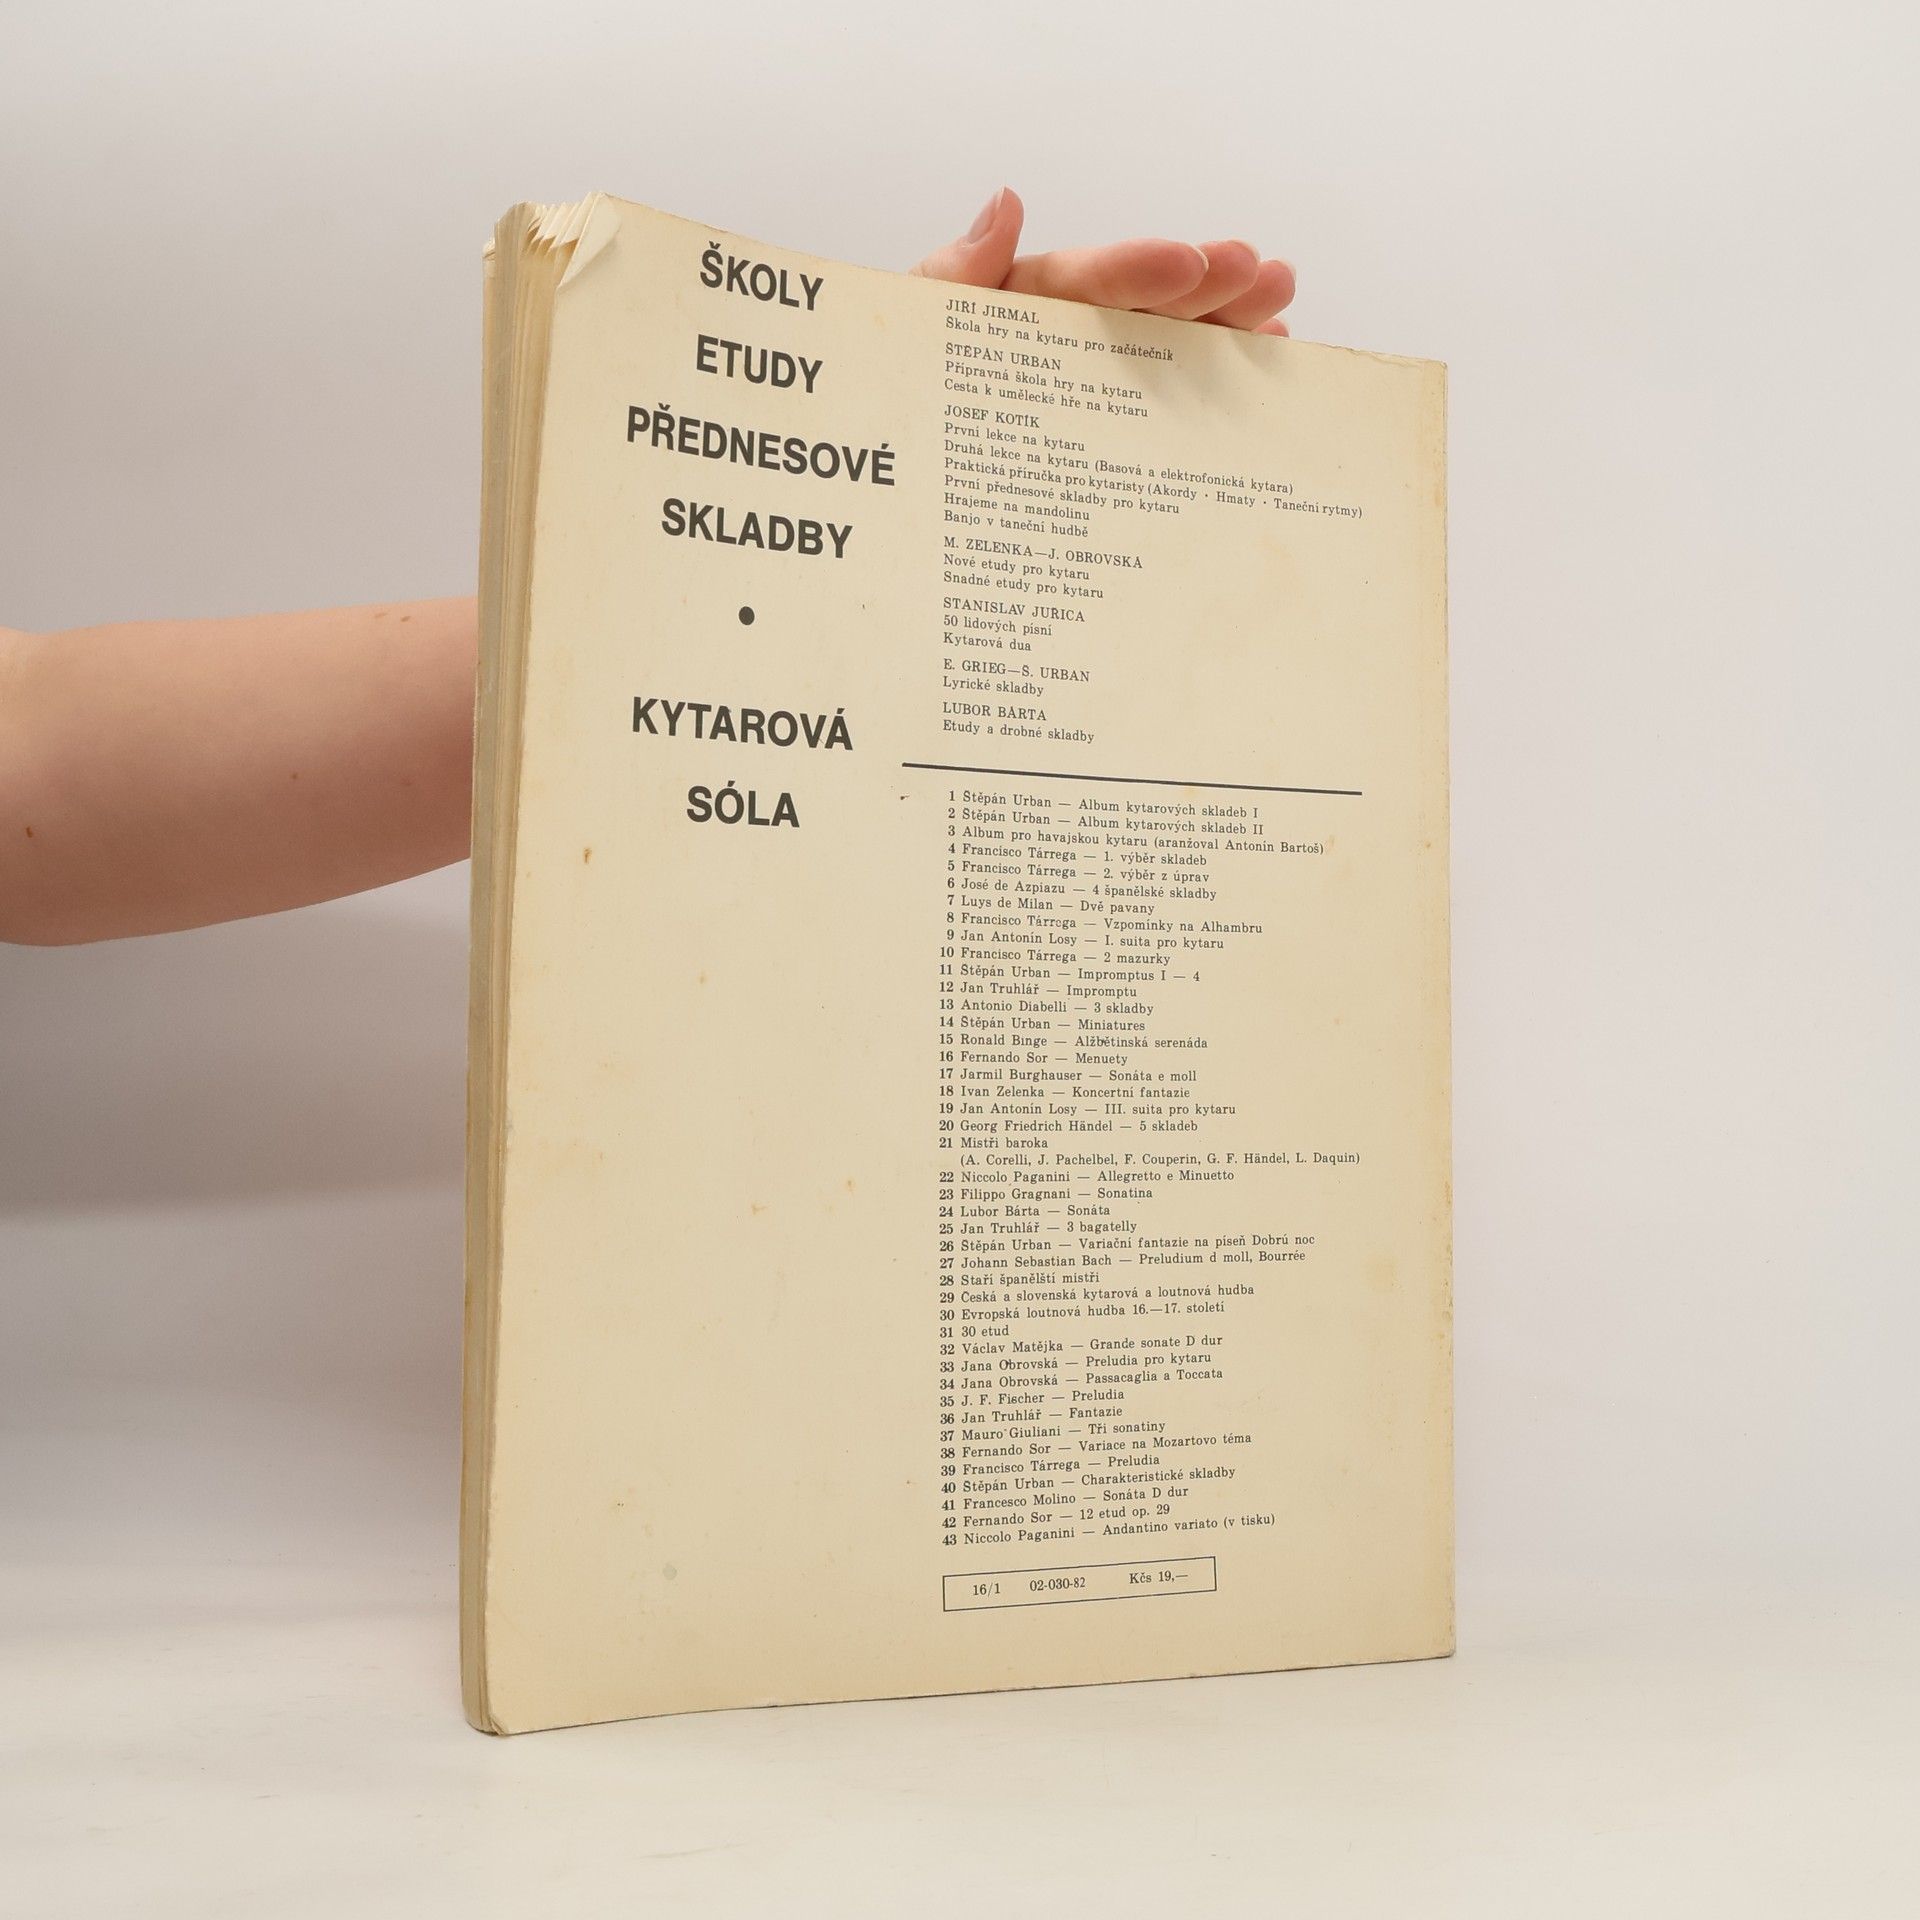 ŠKOLY
ETUDY
PŘEDNESOVÉ
SKLADBY
•
KYTAROVÁ
SÓLA
JIŘÍ JIRMAL
Škola hry na kytaru pro začátečník
ŠTĚPÁN URBAN
Přípravná škola hry na kytaru
Cesta k umělecké hře na kytaru
JOSEF KOTÍK
První lekce na kytaru
Druhá lekce na kytaru (Basová a elektrofonická kytara)
Praktická příručka pro kytaristy (Akordy · Hmaty · Taneční rytmy)
První přednesové skladby pro kytaru
Hrajeme na mandolinu
Banjo v taneční hudbě
M. ZELENKA—J. OBROVSKÁ
Nové etudy pro kytaru
Snadné etudy pro kytaru
STANISLAV JUŘICA
50 lidových písní
Kytarová dua
E. GRIEG—Š. URBAN
Lyrické skladby
LUBOR BÁRTA
Etudy a drobné skladby
1 Štěpán Urban — Album kytarových skladeb I
2 Štěpán Urban — Album kytarových skladeb II
3 Album pro havajskou kytaru (aranžoval Antonín Bartoš)
4 Francisco Tárrega — 1. výběr skladeb
5 Francisco Tárrega — 2. výběr z úprav
6 José de Azpiazu — 4 španělské skladby
7 Luys de Milan — Dvě pavany
8 Francisco Tárrega — Vzpomínky na Alhambru
9 Jan Antonín Losy — I. suita pro kytaru
10 Francisco Tárrega — 2 mazurky
11 Štěpán Urban — Impromptus I — 4
12 Jan Truhlář — Impromptu
13 Antonio Diabelli — 3 skladby
14 Štěpán Urban — Miniatures
15 Ronald Binge — Alžbětinská serenáda
16 Fernando Sor — Menuety
17 Jarmil Burghauser — Sonáta e moll
18 Ivan Zelenka — Koncertní fantazie
19 Jan Antonín Losy — III. suita pro kytaru
20 Georg Friedrich Händel — 5 skladeb
21 Mistři baroka
(A. Corelli, J. Pachelbel, F. Couperin, G. F. Händel, L. Daquin)
22 Niccolo Paganini — Allegretto e Minuetto
23 Filippo Gragnani — Sonatina
24 Lubor Bárta — Sonáta
25 Jan Truhlář — 3 bagatelly
26 Štěpán Urban — Variační fantazie na píseň Dobrú noc
27 Johann Sebastian Bach — Preludium d moll, Bourrée
28 Staří španělští mistři
29 Česká a slovenská kytarová a loutnová hudba
30 Evropská loutnová hudba 16.—17. století
31 30 etud
32 Václav Matějka — Grande sonate D dur
33 Jana Obrovská — Preludia pro kytaru
34 Jana Obrovská — Passacaglia a Toccata
35 J. F. Fischer — Preludia
36 Jan Truhlář — Fantazie
37 Mauro Giuliani — Tři sonatiny
38 Fernando Sor — Variace na Mozartovo téma
39 Francisco Tárrega — Preludia
40 Štěpán Urban — Charakteristické skladby
41 Francesco Molino — Sonáta D dur
42 Fernando Sor — 12 etud op. 29
43 Niccolo Paganini — Andantino variato (v tisku)
16/1 02-030-82 Kčs 19,—